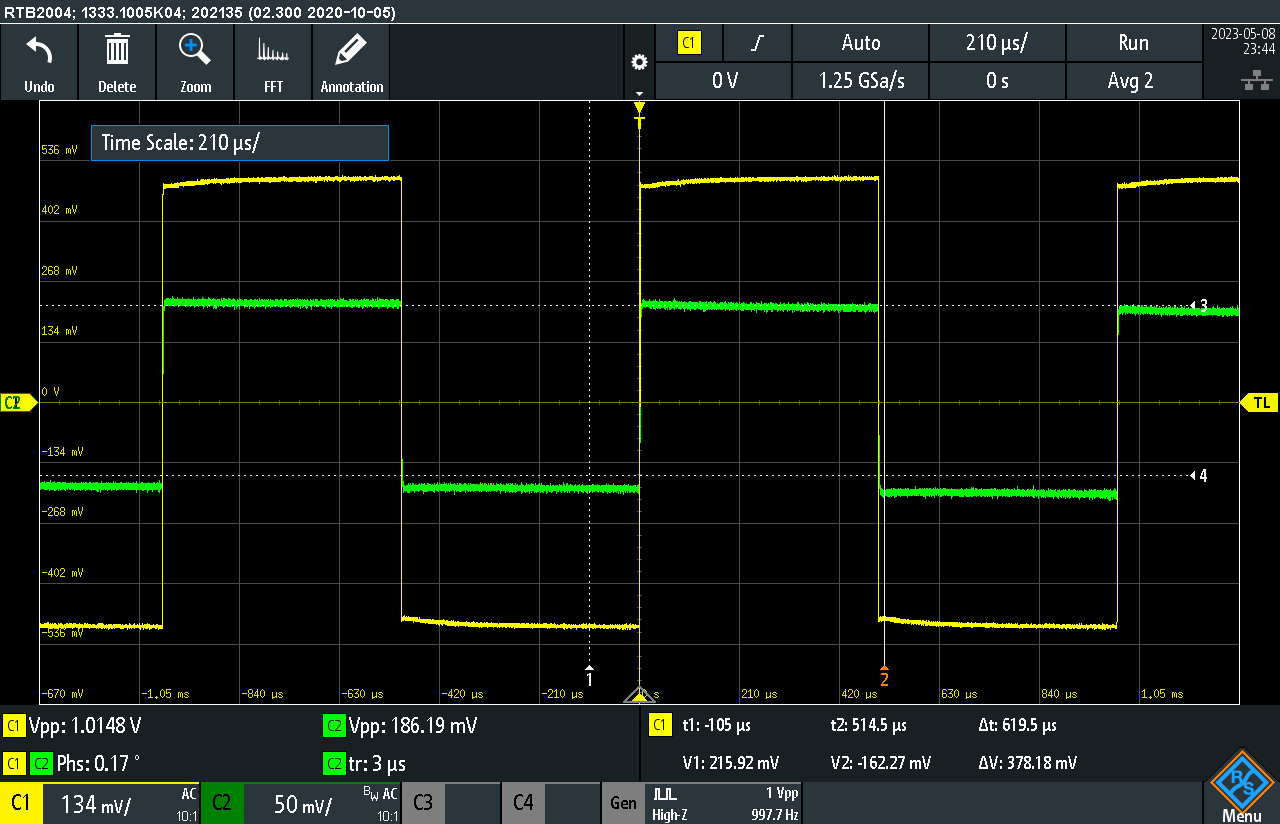 RTB2004; 1333.1005K04; 202135 (02.300 2020-10-05)
Undo Delete Zoom FFT Annotation
C1 Auto 210 µs/ Run
0 V 1.25 GSa/s 0 s Avg 2
2023-05-08
23:44
T
Time Scale: 210 µs/
536 mV
402 mV
268 mV
134 mV
0 V
-134 mV
-268 mV
-402 mV
-536 mV
-670 mV
3
4
TL
1
2
-1.05 ms -840 µs -630 µs -420 µs -210 µs s 210 µs 420 µs 630 µs 840 µs 1.05 ms
C1 Vpp: 1.0148 V C2 Vpp: 186.19 mV C1 t1: -105 µs t2: 514.5 µs Δt: 619.5 µs
C1 C2 Phs: 0.17 ° C2 tr: 3 µs V1: 215.92 mV V2: -162.27 mV ΔV: 378.18 mV
C1 134 mV/ AC 10:1 C2 50 mV/ BW AC 10:1 C3 C4 Gen High-Z 1 Vpp 997.7 Hz
R&S
Menu